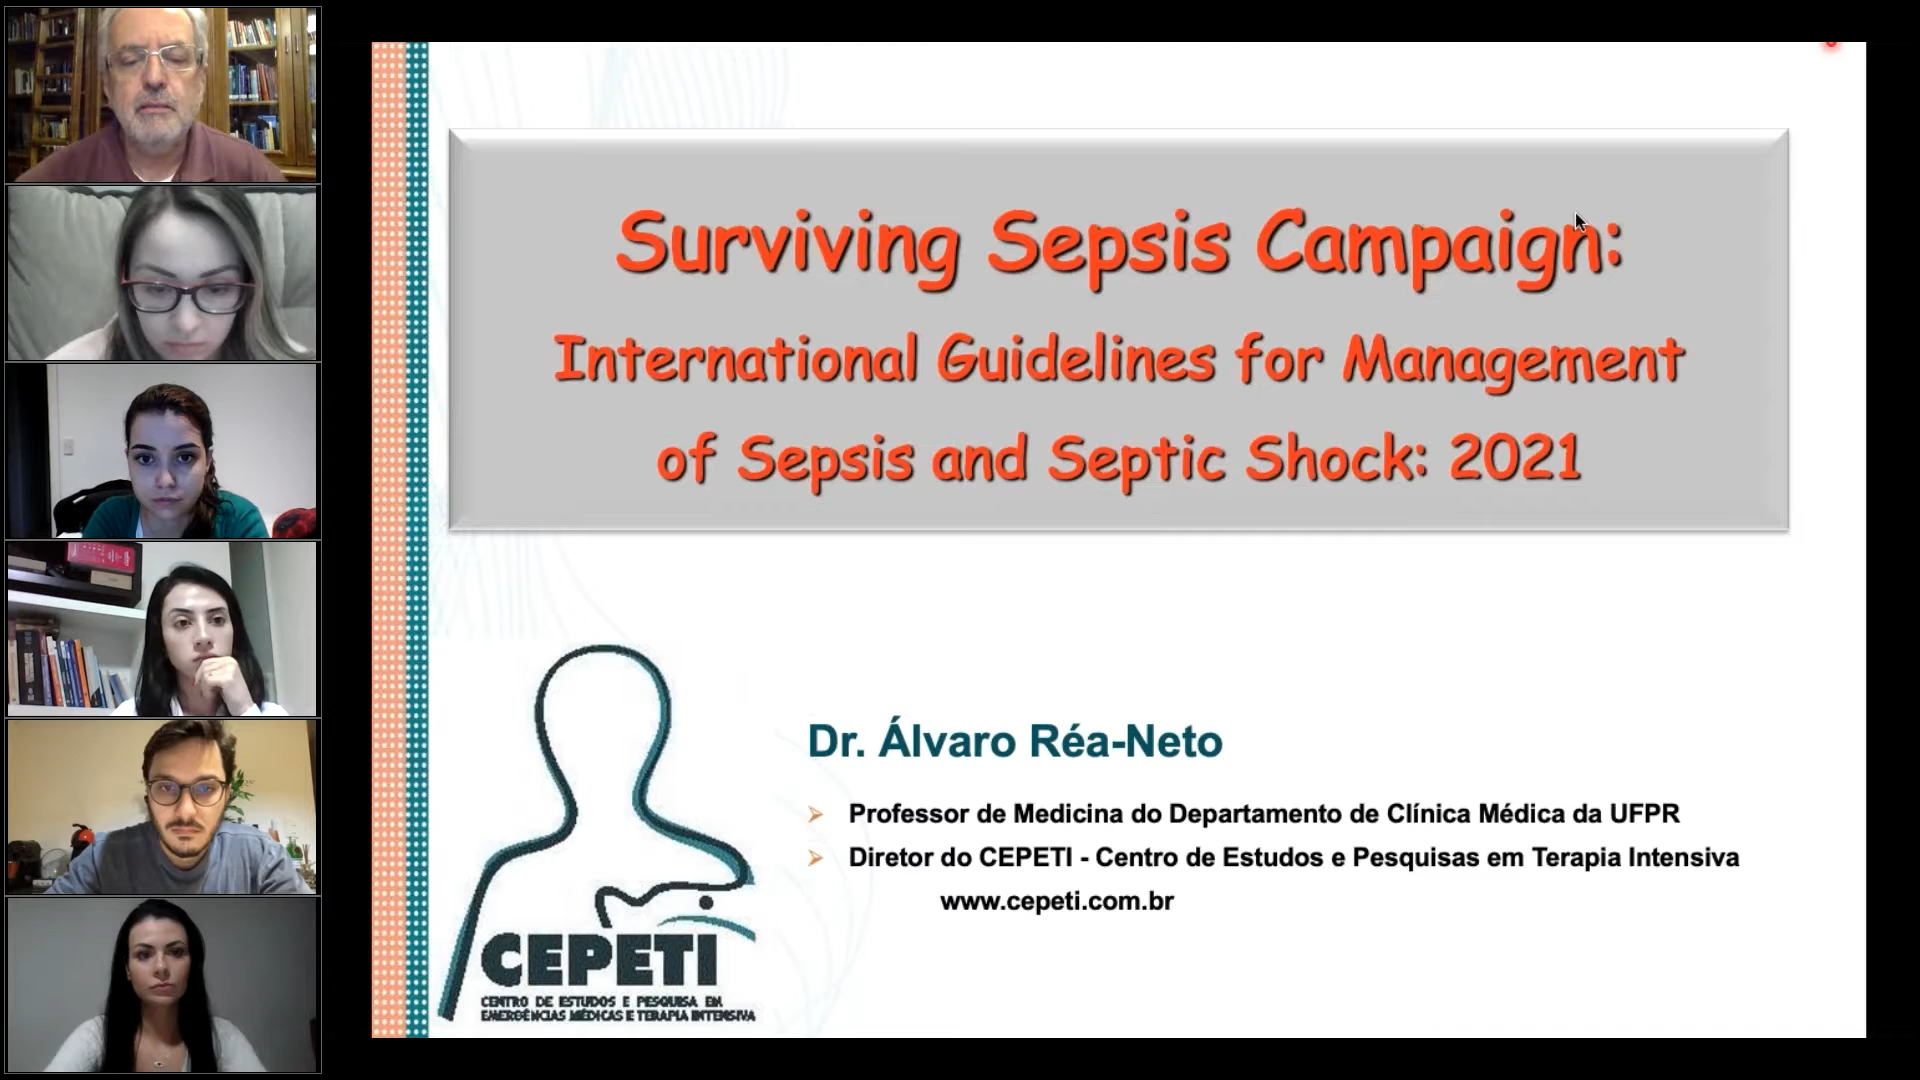 Surviving Sepsis Campaign:
International Guidelines for Management
of Sepsis and Septic Shock: 2021
Dr. Álvaro Réa-Neto
Professor de Medicina do Departamento de Clínica Médica da UFPR
Diretor do CEPETI - Centro de Estudos e Pesquisas em Terapia Intensiva
www.cepeti.com.br
CEPETI
CENTRO DE ESTUDOS E PESQUISA EM
EMERGÊNCIAS MÉDICAS E TERAPIA INTENSIVA